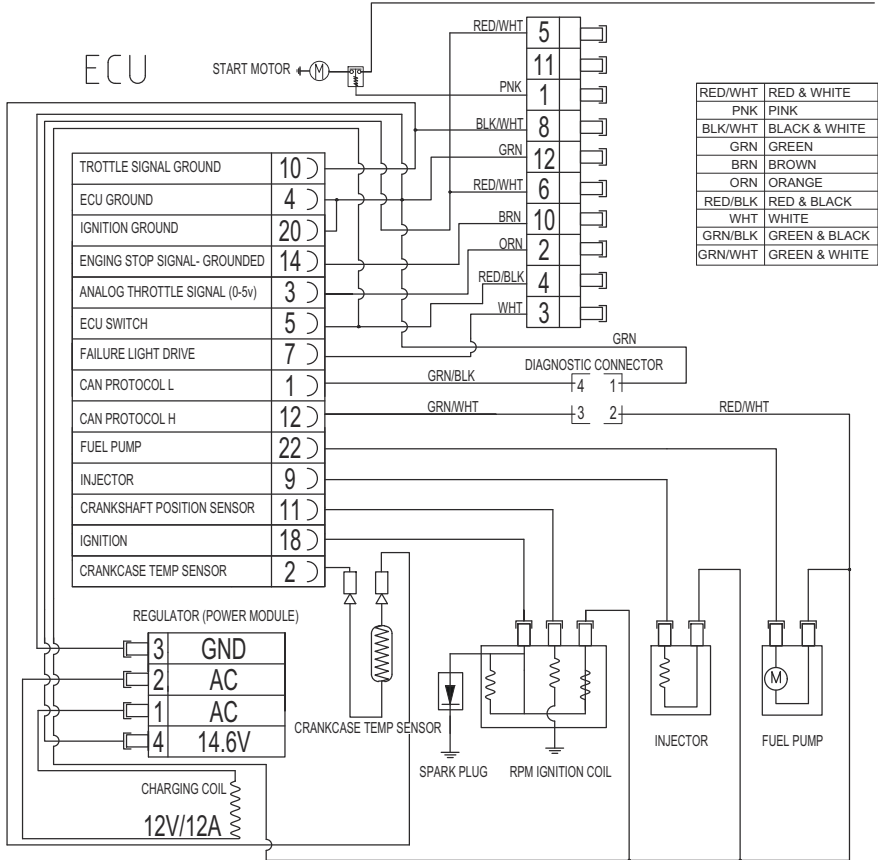 ECU
START MOTOR
M
RED/WHT 5
11
PNK 1
BLK/WHT 8
GRN 12
RED/WHT 6
BRN 10
ORN 2
RED/BLK 4
WHT 3
RED/WHT RED & WHITE
PNK PINK
BLK/WHT BLACK & WHITE
GRN GREEN
BRN BROWN
ORN ORANGE
RED/BLK RED & BLACK
WHT WHITE
GRN/BLK GREEN & BLACK
GRN/WHT GREEN & WHITE
TROTTLE SIGNAL GROUND 10
ECU GROUND 4
IGNITION GROUND 20
ENGING STOP SIGNAL- GROUNDED 14
ANALOG THROTTLE SIGNAL (0-5v) 3
ECU SWITCH 5
FAILURE LIGHT DRIVE 7
CAN PROTOCOL L 1
CAN PROTOCOL H 12
FUEL PUMP 22
INJECTOR 9
CRANKSHAFT POSITION SENSOR 11
IGNITION 18
CRANKCASE TEMP SENSOR 2
GRN
DIAGNOSTIC CONNECTOR
GRN/BLK 4 1
GRN/WHT 3 2 RED/WHT
REGULATOR (POWER MODULE)
3 GND
2 AC
1 AC
4 14.6V
CHARGING COIL
12V/12A
CRANKCASE TEMP SENSOR
SPARK PLUG
RPM IGNITION COIL
INJECTOR
M
FUEL PUMP